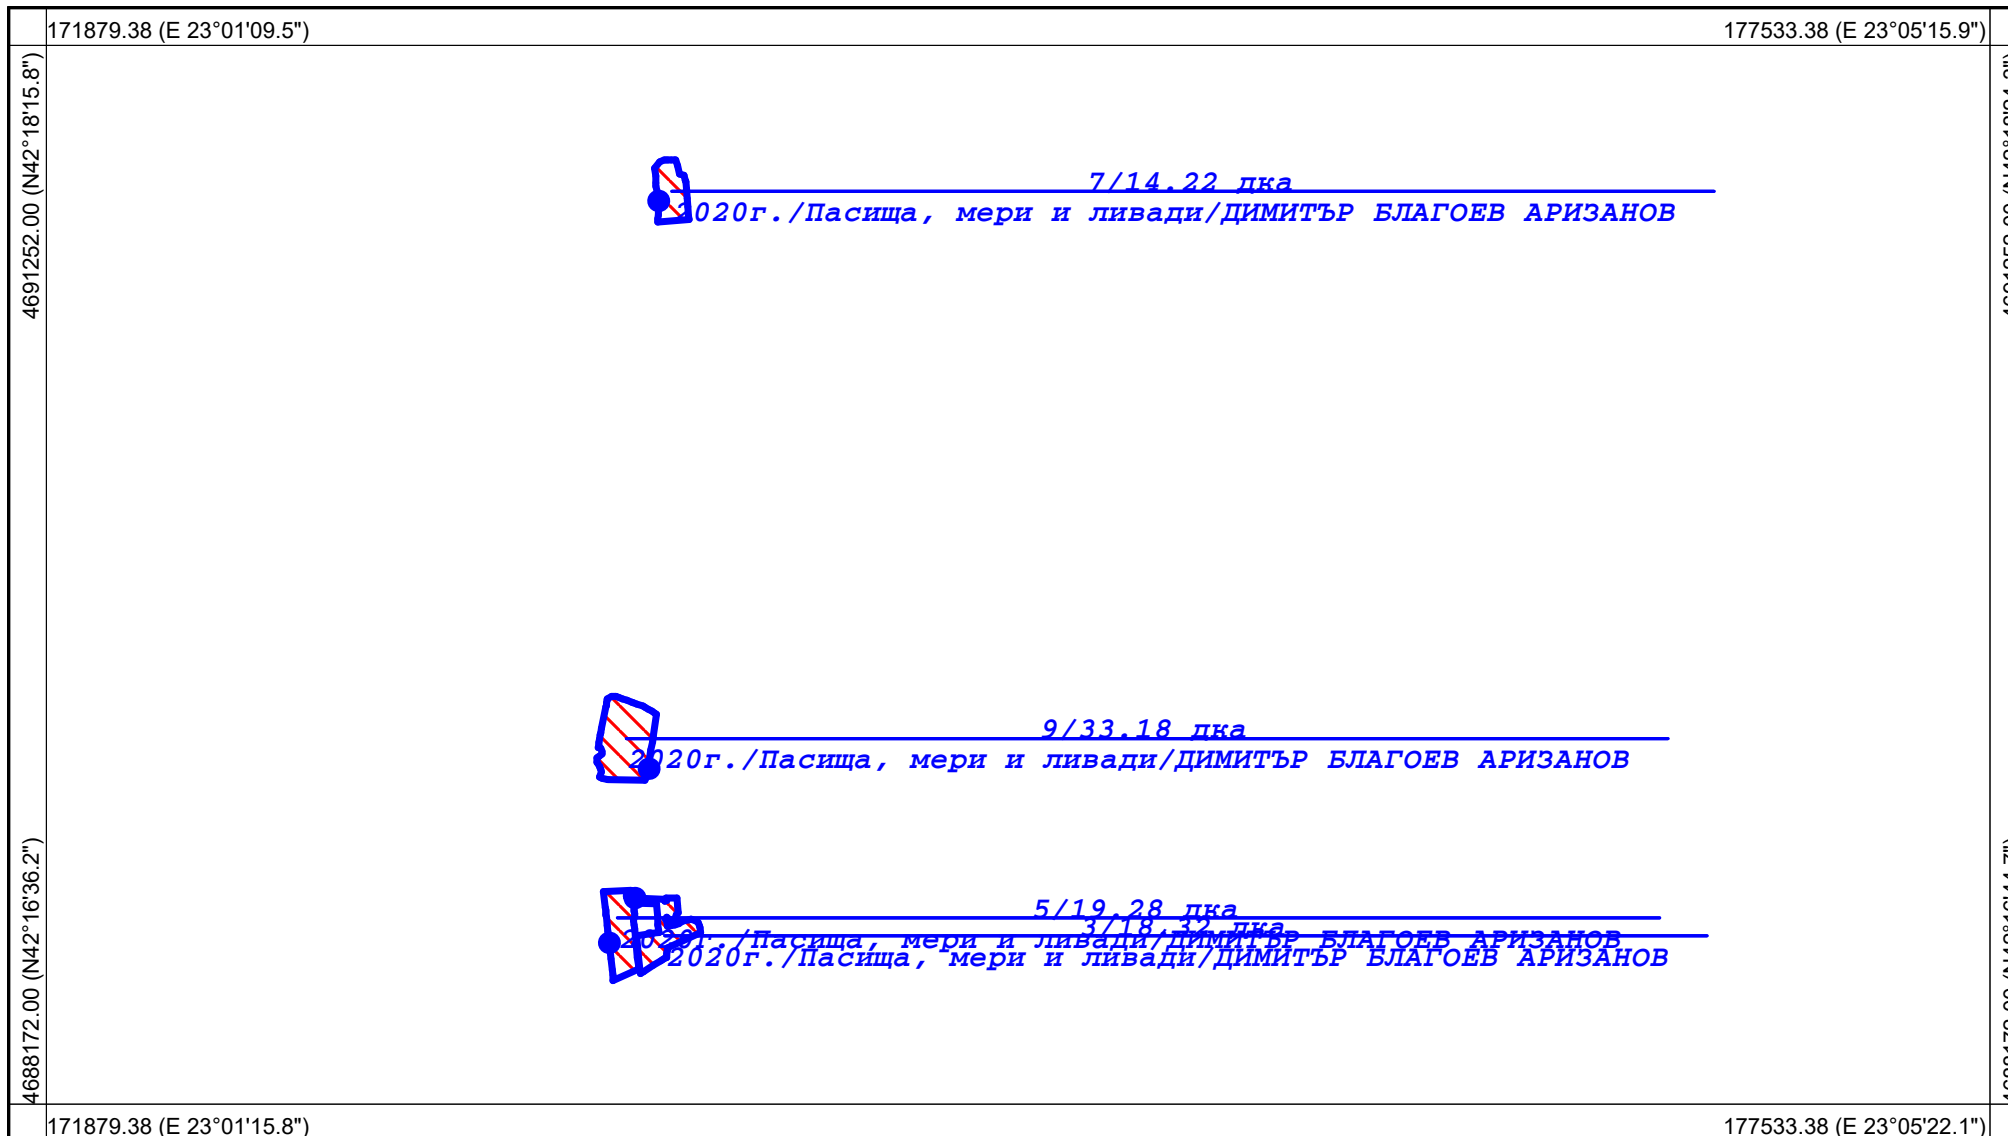 171879.38 (E 23°01'09.5") 177533.38 (E 23°05'15.9")
4691252.00 (N42°18'15.8")
7/14.22 дка
2020г./Пасища, мери и ливади/ДИМИТЪР БЛАГОЕВ АРИЗАНОВ
9/33.18 дка
2020г./Пасища, мери и ливади/ДИМИТЪР БЛАГОЕВ АРИЗАНОВ
4688172.00 (N42°16'36.2")
5/19.28 дка
3/18.32 дка
2020г./Пасища, мери и ливади/ДИМИТЪР БЛАГОЕВ АРИЗАНОВ
2020г./Пасища, мери и ливади/ДИМИТЪР БЛАГОЕВ АРИЗАНОВ
171879.38 (E 23°01'15.8") 177533.38 (E 23°05'22.1")